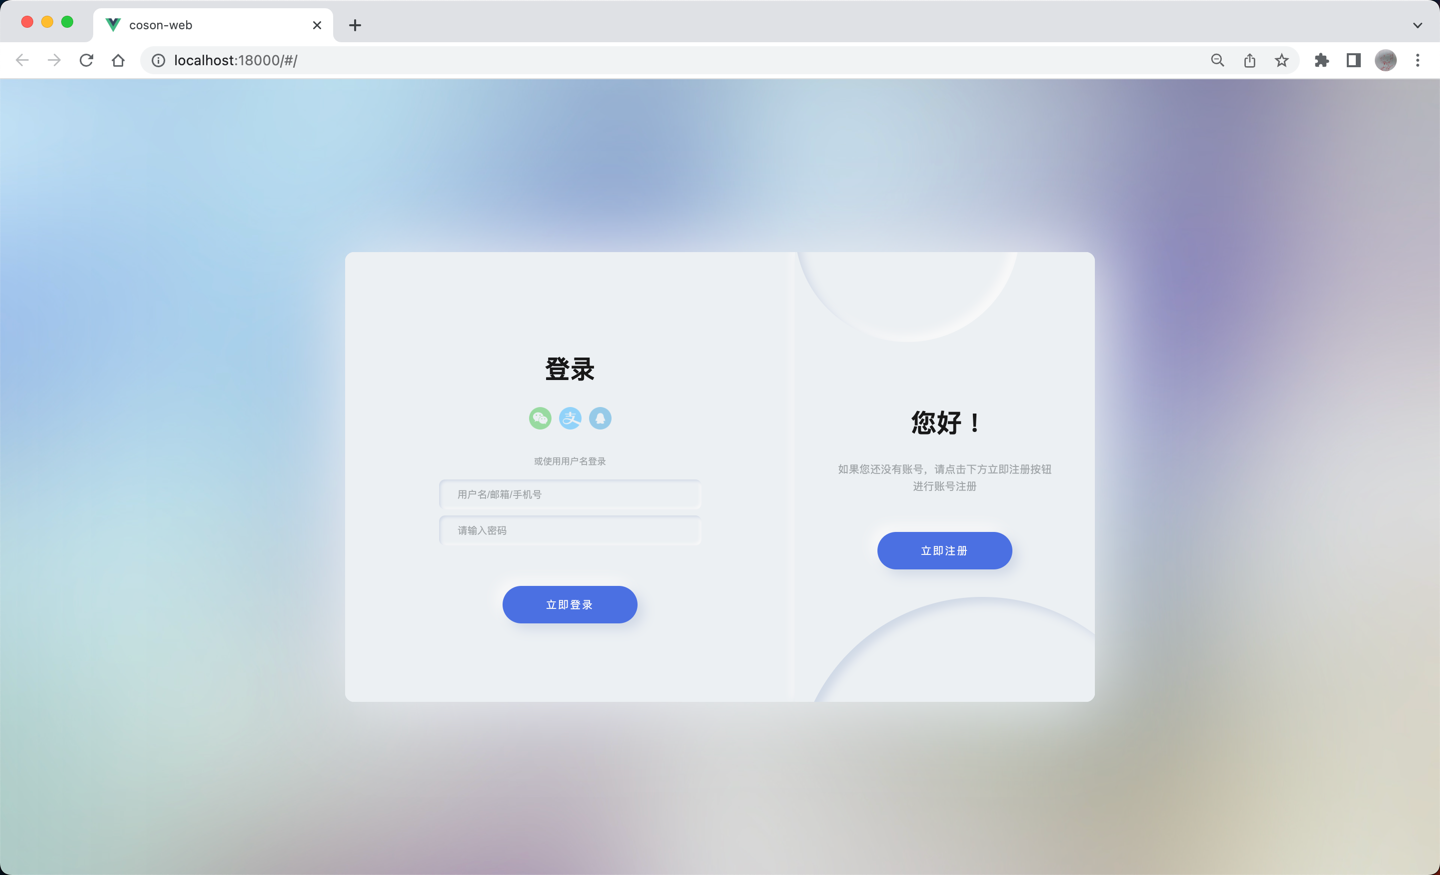 coson-web
localhost:18000/#/
登录
或使用用户名登录
用户名/邮箱/手机号
请输入密码
立即登录
您好！
如果您还没有账号，请点击下方立即注册按钮
进行账号注册
立即注册